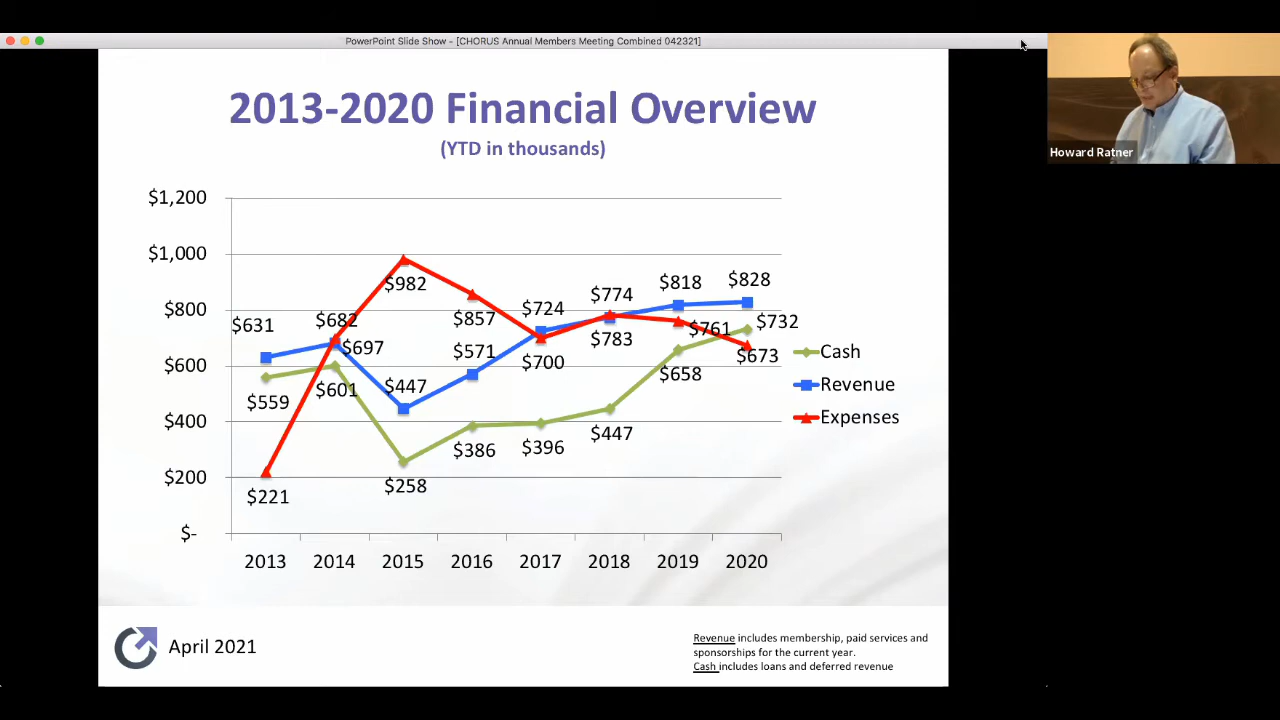 PowerPoint Slide Show - [CHORUS Annual Members Meeting Combined 042321]
Howard Ratner
2013-2020 Financial Overview
(YTD in thousands)
$1,200
$1,000
$800
$600
$400
$200
$-
$631
$682
$447
$571
$724
$774
$818
$828
$221
$697
$982
$857
$700
$783
$761
$673
$559
$601
$258
$386
$396
$447
$658
$732
2013 2014 2015 2016 2017 2018 2019 2020
Cash
Revenue
Expenses
April 2021
Revenue includes membership, paid services and
sponsorships for the current year.
Cash includes loans and deferred revenue